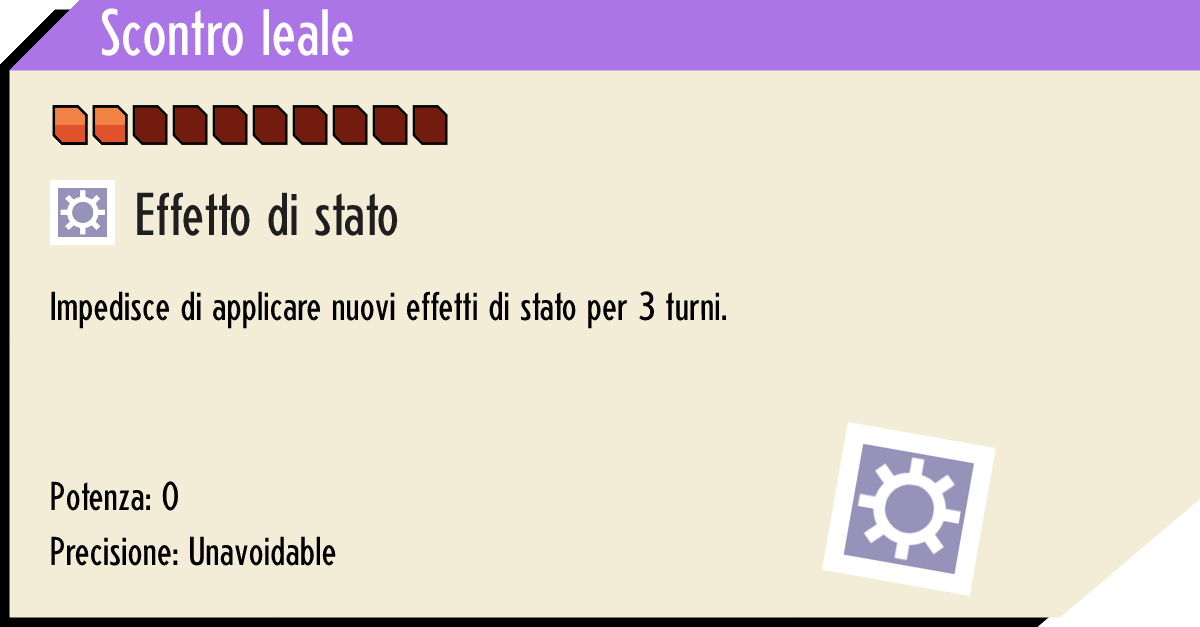 Scontro leale
Effetto di stato
Impedisce di applicare nuovi effetti di stato per 3 turni.
Potenza: 0
Precisione: Unavoidable